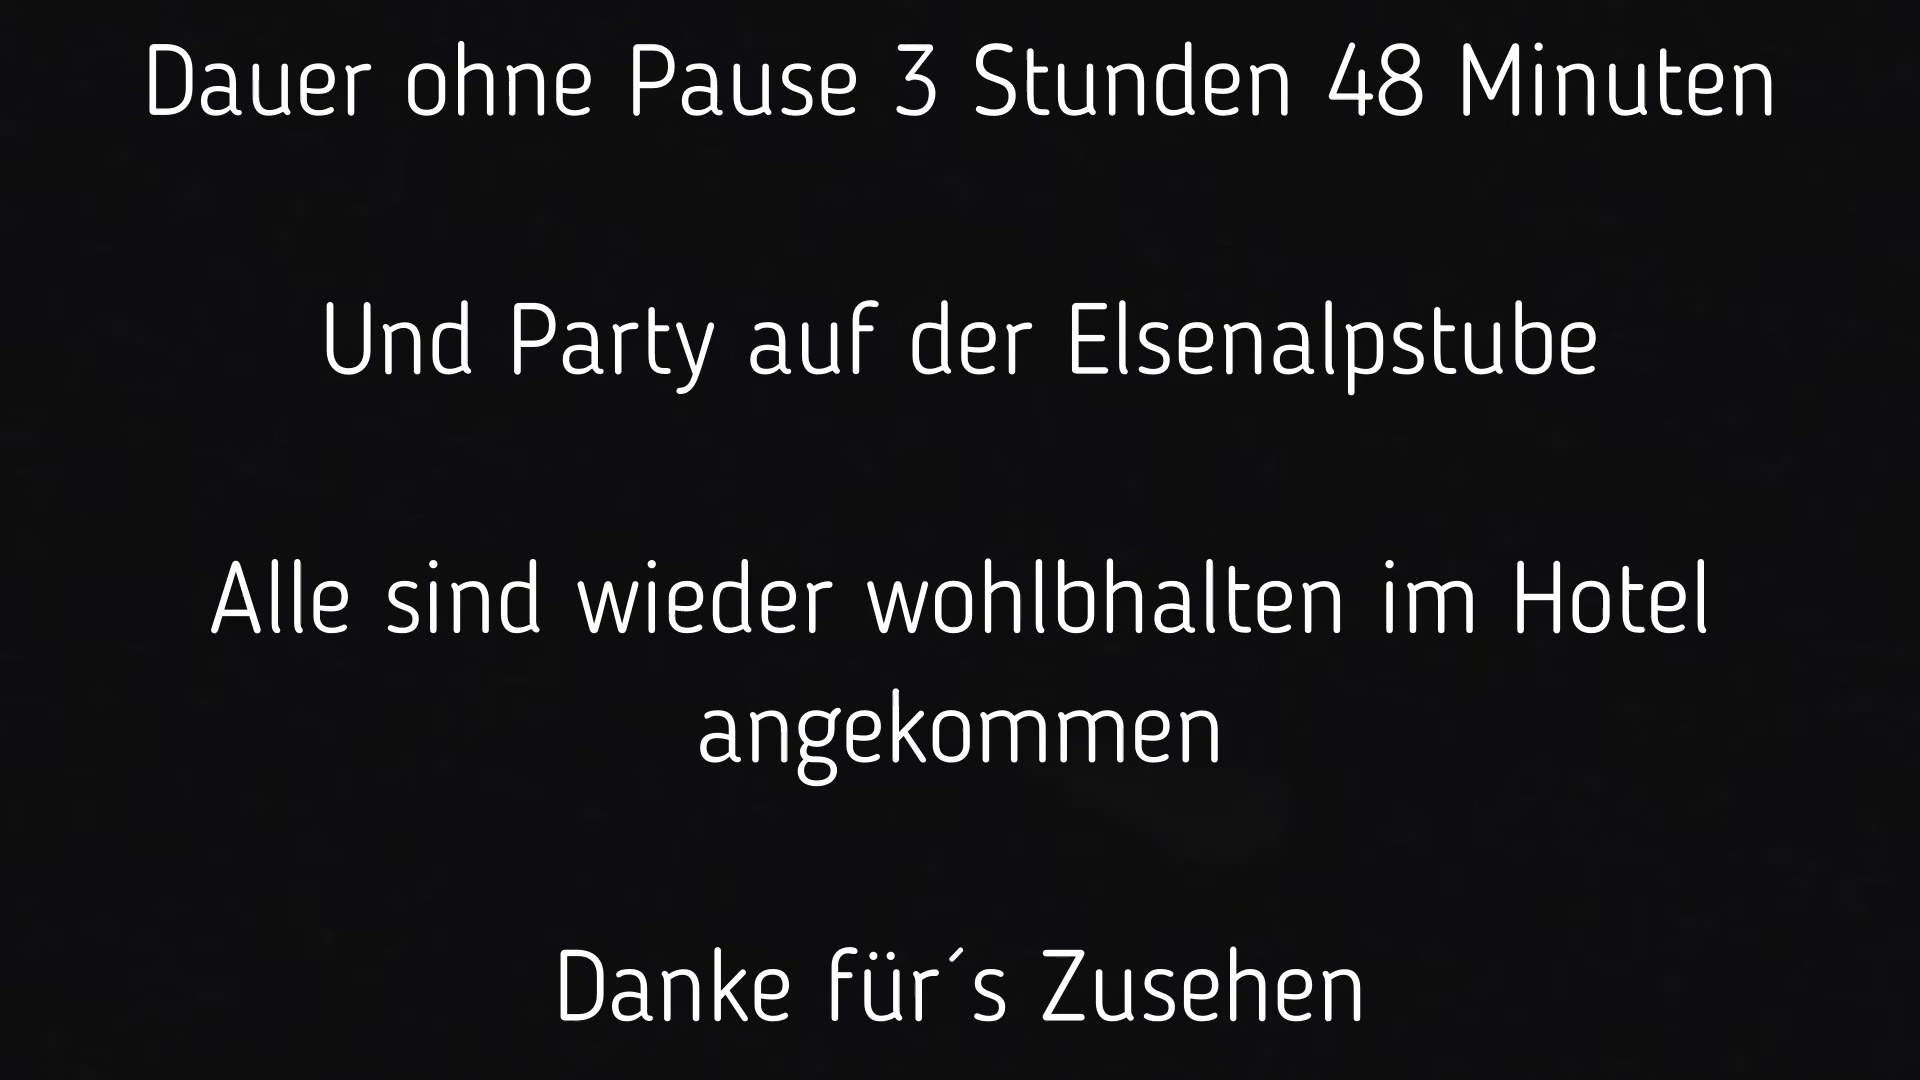 Dauer ohne Pause 3 Stunden 48 Minuten
Und Party auf der Elsenalpstube
Alle sind wieder wohlbhalten im Hotel
angekommen
Danke für´s Zusehen